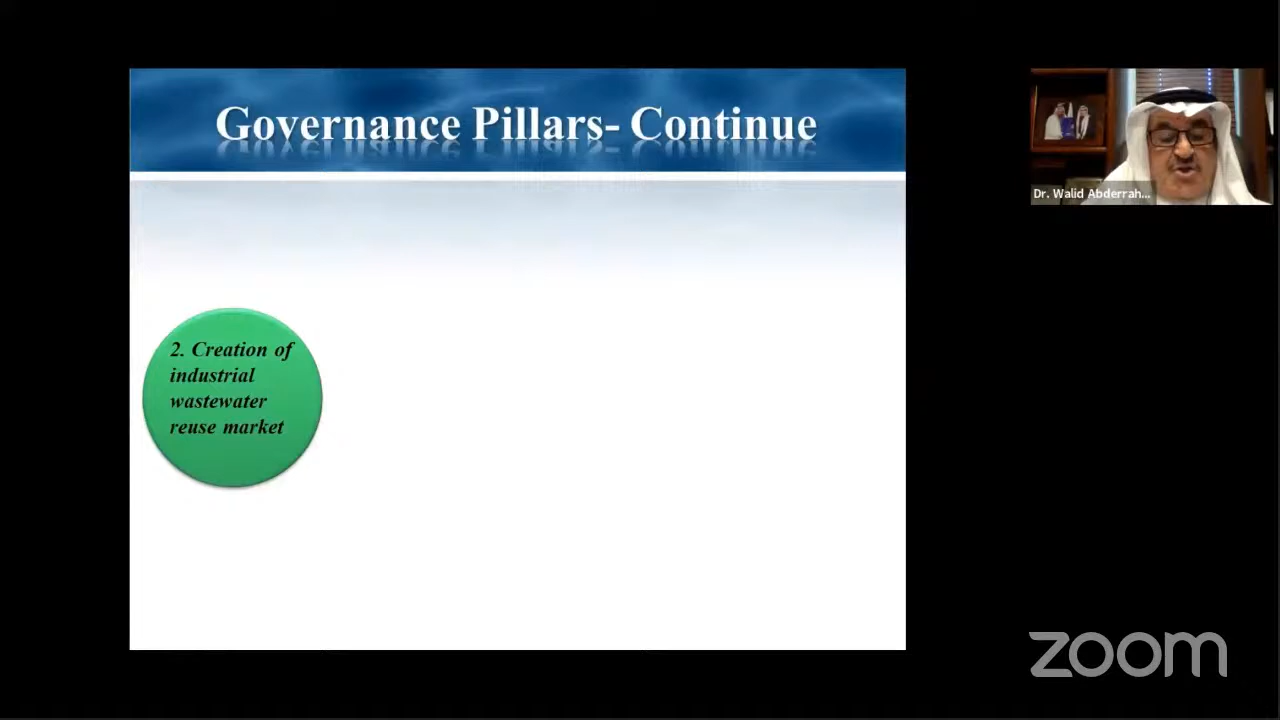 Governance Pillars- Continue
2. Creation of
industrial
wastewater
reuse market
Dr. Walid Abderrah...
zoom